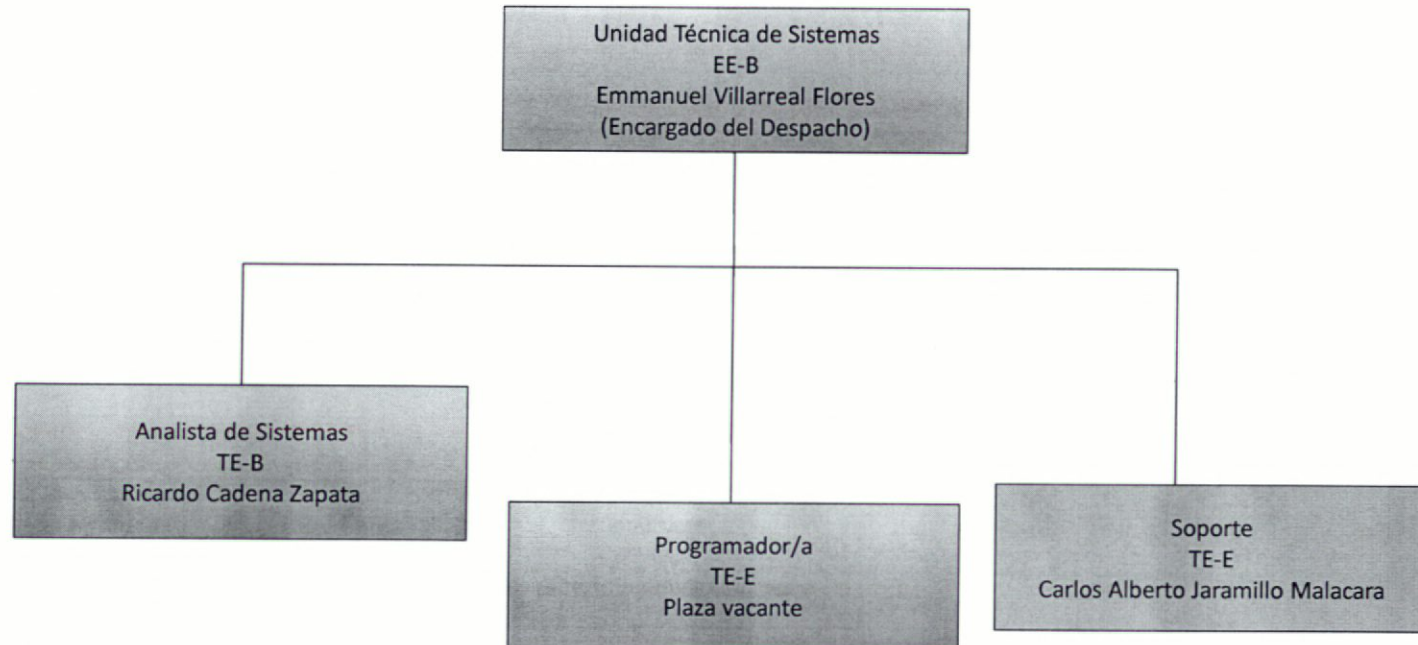 Unidad Técnica de Sistemas
EE-B
Emmanuel Villarreal Flores
(Encargado del Despacho)
Analista de Sistemas
TE-B
Ricardo Cadena Zapata
Programador/a
TE-E
Plaza vacante
Soporte
TE-E
Carlos Alberto Jaramillo Malacara